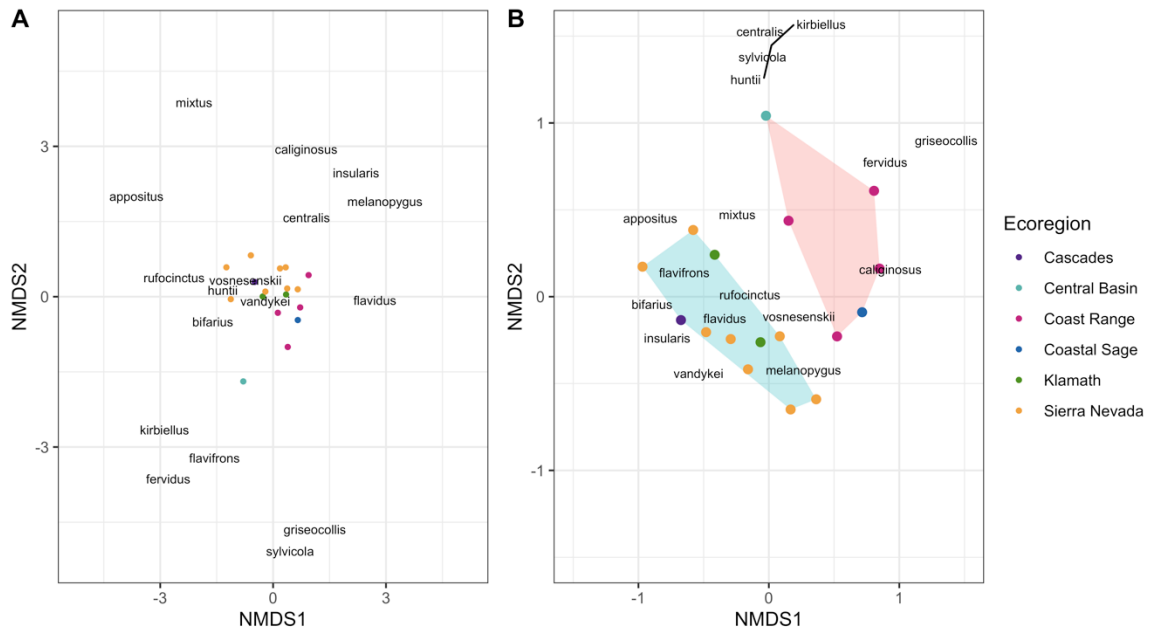 A
mixtus
caliginosus
insularis
appositus
melanopygus
centralis
rufocinctus
vosnesenskii
huntii
vandykei
flavidus
bifarius
kirbiellus
flavifrons
fervidus
griseocollis
sylvicola
3
0
-3
-3
0
3
NMDS1
NMDS2
B
kirbiellus
centralis
sylvicola
huntii
griseocollis
fervidus
appositus
mixtus
flavifrons
caliginosus
rufocinctus
bifarius
flavidus
vosnesenskii
insularis
vandykei
melanopygus
1
0
-1
-1
0
1
NMDS1
NMDS2
Ecoregion
Cascades
Central Basin
Coast Range
Coastal Sage
Klamath
Sierra Nevada